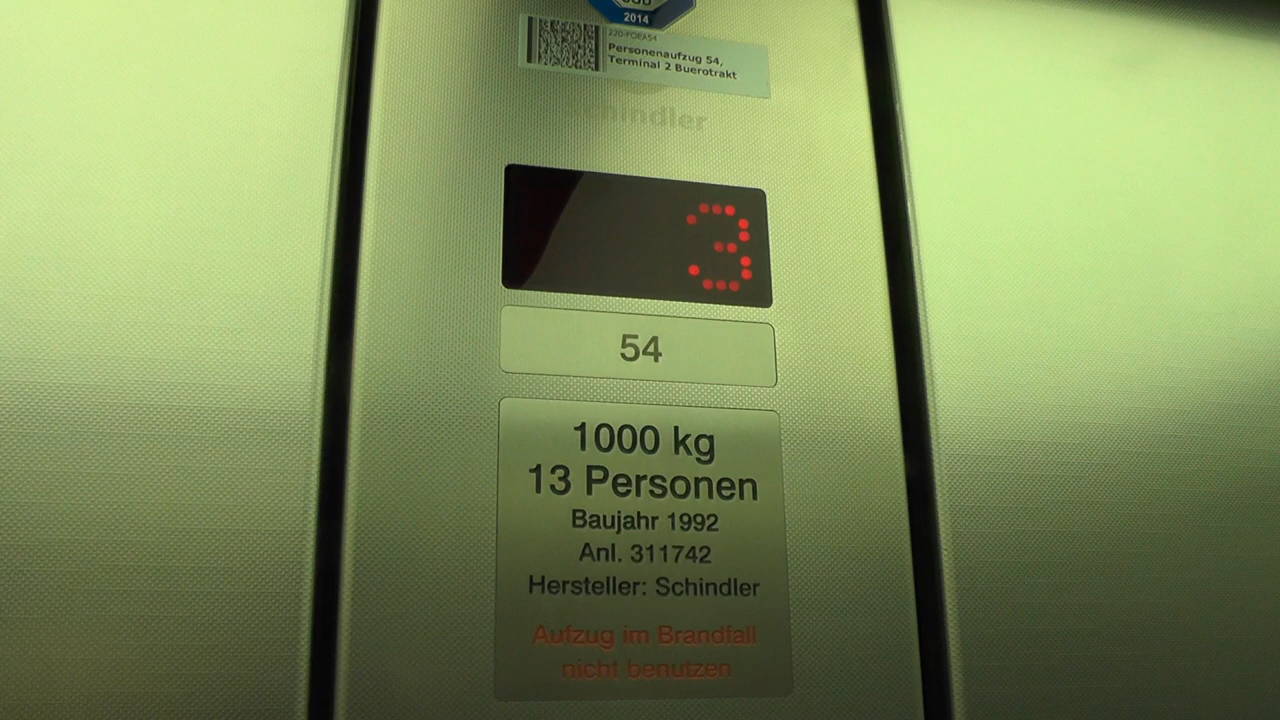 2014
220-FOEA54
Personenaufzug 54,
Terminal 2 Buerotrakt
Schindler
3
54
1000 kg
13 Personen
Baujahr 1992
Anl. 311742
Hersteller: Schindler
Aufzug im Brandfall
nicht benutzen